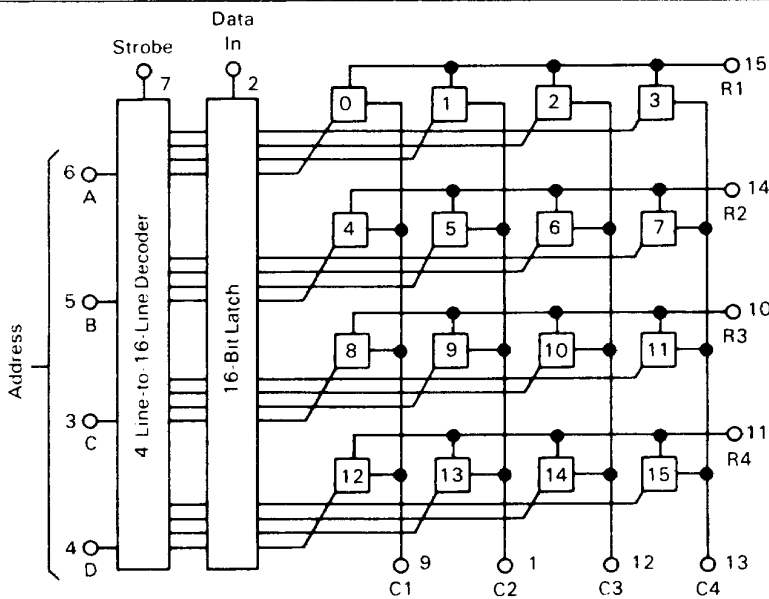 Strobe
Data
In
7
2
15
R1
0
1
2
3
6
A
14
R2
4
5
6
7
5
B
10
R3
8
9
10
11
3
C
11
R4
12
13
14
15
4
D
Address
4 Line-to-16-Line Decoder
16-Bit Latch
9
1
12
13
C1
C2
C3
C4